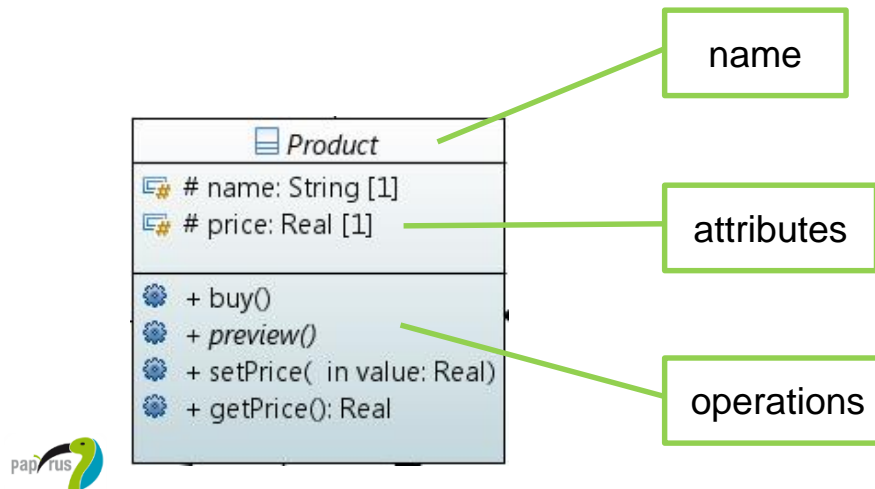 name
Product
# name: String [1]
# price: Real [1]
attributes
+ buy()
+ preview()
+ setPrice( in value: Real)
+ getPrice(): Real
operations
papyrus